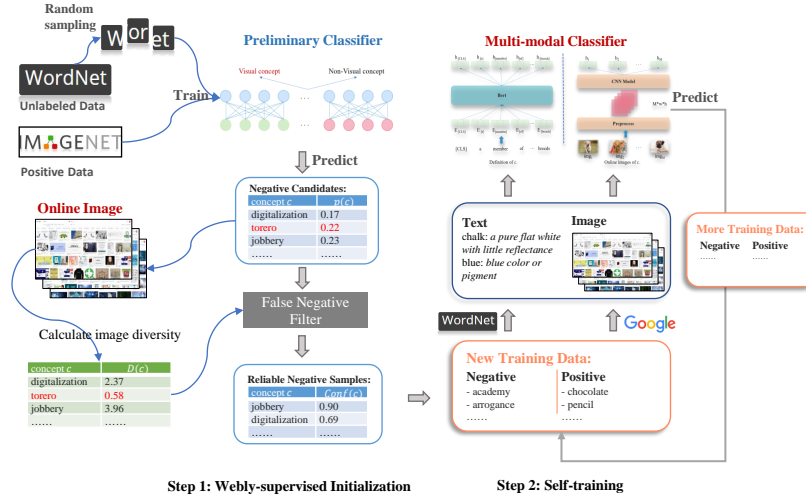 Random
sampling
WordNet
WordNet
Unlabeled Data
IMAGENET
Positive Data
Train
Preliminary Classifier
Visual concept
Non-Visual concept
...
Predict
Negative Candidates:
concept c p(c)
digitalization 0.17
torero 0.22
jobbery 0.23
...... ......
Online Image
Calculate image diversity
False Negative
Filter
concept c D(c)
digitalization 2.37
torero 0.58
jobbery 3.96
...... ......
Reliable Negative Samples:
concept c Conf(c)
jobbery 0.90
digitalization 0.69
...... ......
Step 1: Webly-supervised Initialization
Multi-modal Classifier
Bert
[CLS] a member of ... breeds
Definition of c.
CNN Model
M*n*h
Preprocess
Online images of c.
Predict
Text
chalk: a pure flat white
with little reflectance
blue: blue color or
pigment
Image
WordNet
Google
More Training Data:
Negative Positive
...... ......
New Training Data:
Negative Positive
- academy - chocolate
- arrogance - pencil
...... ......
Step 2: Self-training